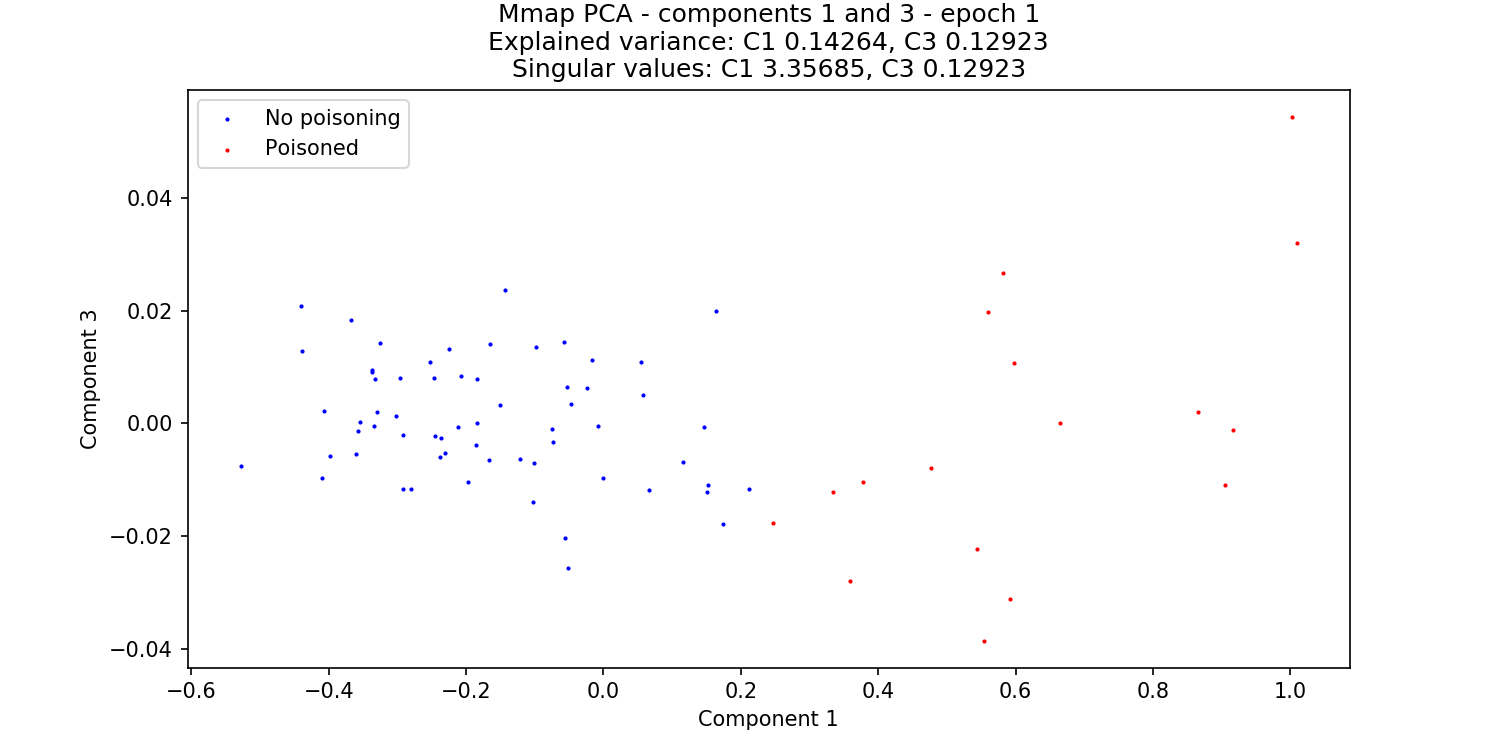 Mmap PCA - components 1 and 3 - epoch 1
Explained variance: C1 0.14264, C3 0.12923
Singular values: C1 3.35685, C3 0.12923
No poisoning
Poisoned
Component 3
0.04
0.02
0.00
−0.02
−0.04
−0.6
−0.4
−0.2
0.0
0.2
0.4
0.6
0.8
1.0
Component 1